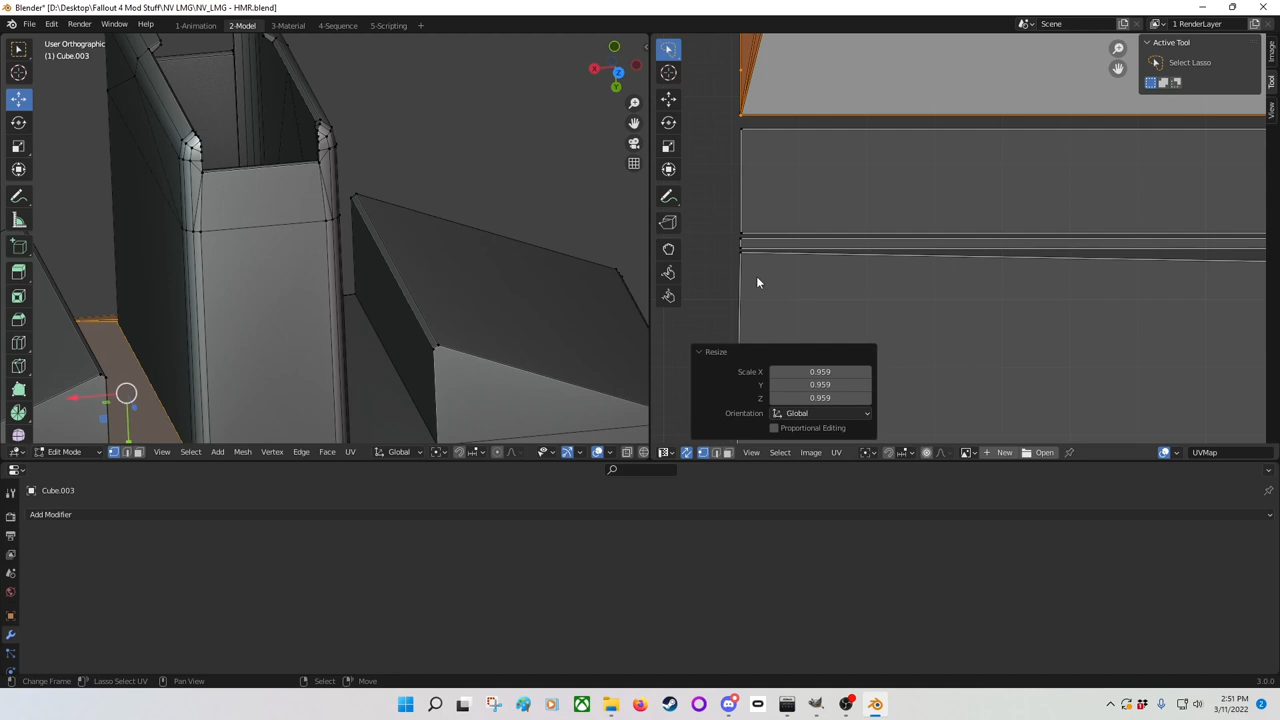 Blender* [D:\Desktop\Fallout 4 Mod Stuff\NV LMG\NV_LMG - HMR.blend]
File Edit Render Window Help 1-Animation 2-Model 3-Material 4-Sequence 5-Scripting + Scene 1 RenderLayer
User Orthographic
(1) Cube.003
X
Z
Y
Active Tool
Select Lasso
Image
Tool
View
Resize
Scale X 0.959
Y 0.959
Z 0.959
Orientation Global
Proportional Editing
Edit Mode View Select Add Mesh Vertex Edge Face UV Global
View Select Image UV New Open UVMap
Cube.003
Add Modifier
Change Frame Lasso Select UV Pan View Select Move 3.0.0
2:51 PM
3/11/2022
2